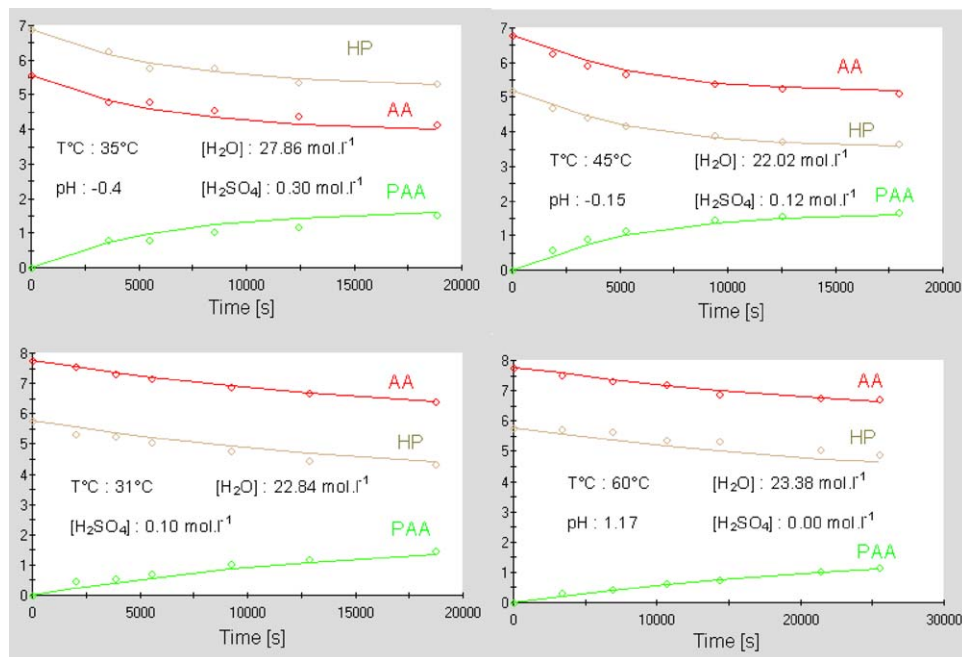 7
6
5
4
3
2
1
0
HP
AA
T°C : 35°C [H₂O] : 27.86 mol.l⁻¹
pH : -0.4 [H₂SO₄] : 0.30 mol.l⁻¹
PAA
0 5000 10000 15000 20000
Time [s]
7
6
5
4
3
2
1
0
AA
HP
T°C : 45°C [H₂O] : 22.02 mol.l⁻¹
pH : -0.15 [H₂SO₄] : 0.12 mol.l⁻¹
PAA
0 5000 10000 15000 20000
Time [s]
8
7
6
5
4
3
2
1
0
AA
HP
T°C : 31°C [H₂O] : 22.84 mol.l⁻¹
[H₂SO₄] : 0.10 mol.l⁻¹
PAA
0 5000 10000 15000 20000
Time [s]
8
7
6
5
4
3
2
1
0
AA
HP
T°C : 60°C [H₂O] : 23.38 mol.l⁻¹
pH : 1.17 [H₂SO₄] : 0.00 mol.l⁻¹
PAA
0 10000 20000 30000
Time [s]